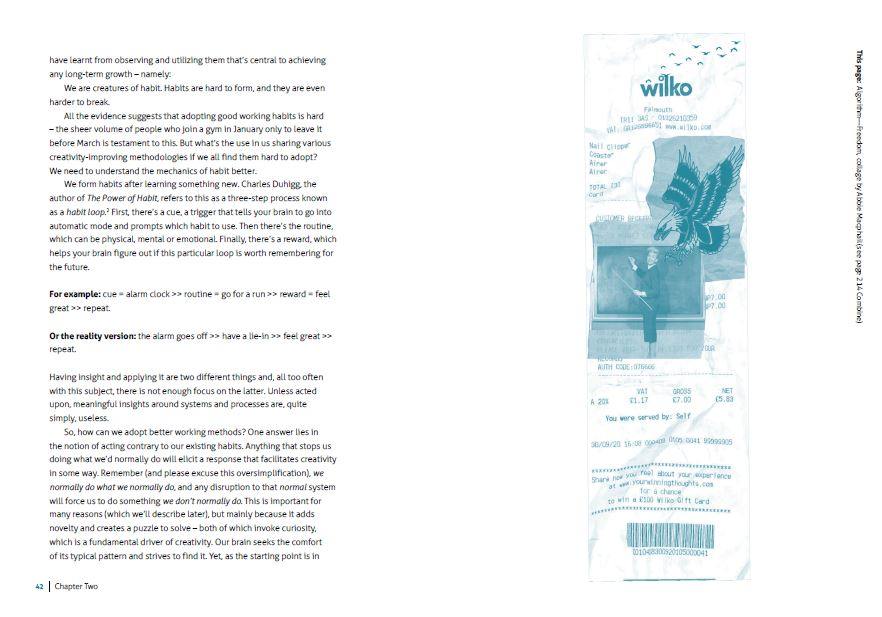 have learnt from observing and utilizing them that's central to achieving
any long-term growth – namely:
We are creatures of habit. Habits are hard to form, and they are even
harder to break.
All the evidence suggests that adopting good working habits is hard
– the sheer volume of people who join a gym in January only to leave it
before March is testament to this. But what's the use in us sharing various
creativity-improving methodologies if we all find them hard to adopt?
We need to understand the mechanics of habit better.
We form habits after learning something new. Charles Duhigg, the
author of The Power of Habit, refers to this as a three-step process known
as a habit loop.² First, there's a cue, a trigger that tells your brain to go into
automatic mode and prompts which habit to use. Then there's the routine,
which can be physical, mental or emotional. Finally, there's a reward, which
helps your brain figure out if this particular loop is worth remembering for
the future.
For example: cue = alarm clock >> routine = go for a run >> reward = feel
great >> repeat.
Or the reality version: the alarm goes off >> have a lie-in >> feel great >>
repeat.
Having insight and applying it are two different things and, all too often
with this subject, there is not enough focus on the latter. Unless acted
upon, meaningful insights around systems and processes are, quite
simply, useless.
So, how can we adopt better working methods? One answer lies in
the notion of acting contrary to our existing habits. Anything that stops us
doing what we'd normally do will elicit a response that facilitates creativity
in some way. Remember (and please excuse this oversimplification), we
normally do what we normally do, and any disruption to that normal system
will force us to do something we don't normally do. This is important for
many reasons (which we'll describe later), but mainly because it adds
novelty and creates a puzzle to solve – both of which invoke curiosity,
which is a fundamental driver of creativity. Our brain seeks the comfort
of its typical pattern and strives to find it. Yet, as the starting point is in
42 | Chapter Two
wilko
Falmouth
TR11 3AS - 01326210359
www.wilko.com
Nail Clipper
Coaster
Airer
Airer
TOTAL
Card
CUSTOMER RECEIPT
£7.00
£7.00
AUTH CODE:076666
VAT GROSS NET
A 20% £1.17 £7.00 £5.83
You were served by: Self
30/09/20 16:08 0105 0041 99999905
Share how you feel about your experience
at www.yourwinningthoughts.com
for a chance
to win a £100 Wilko Gift Card
This page: Algorithm—Freedom, collage by Abbie Macphail (see page 214 Combine)